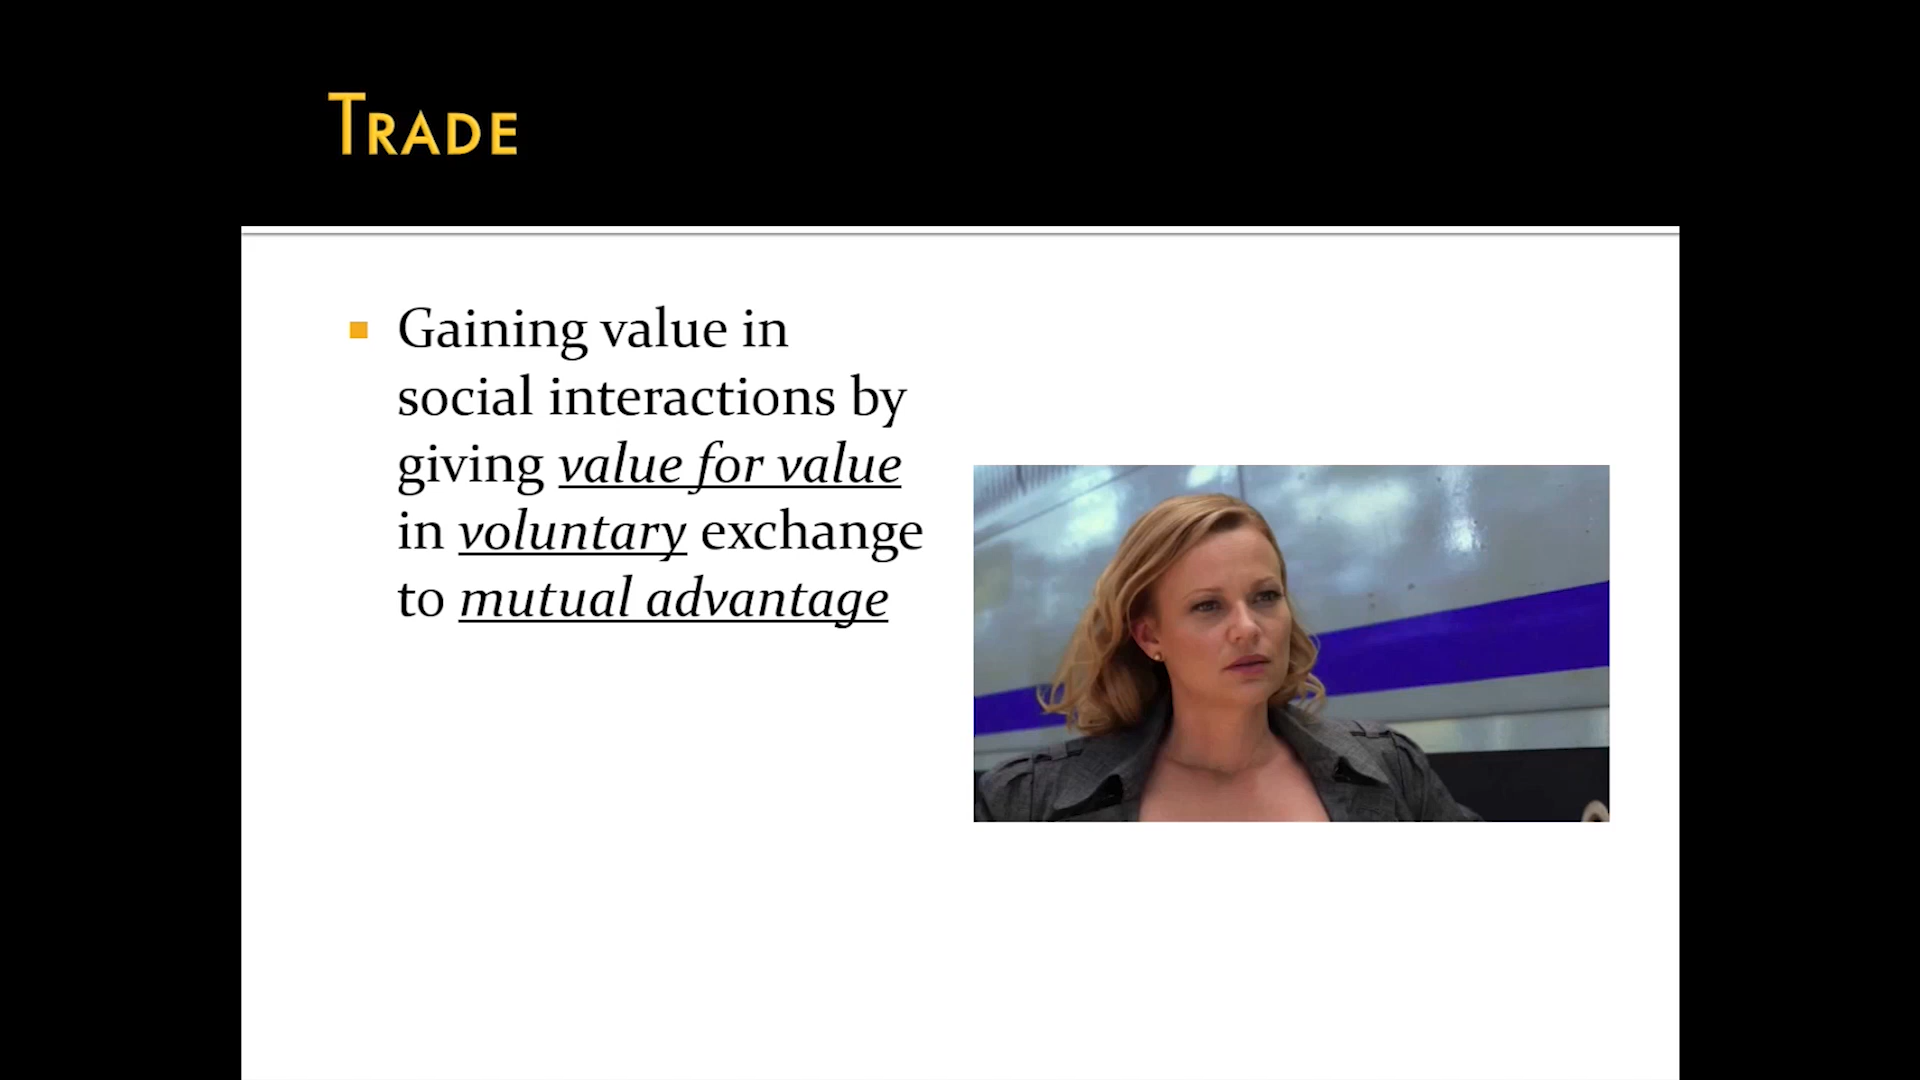 TRADE
Gaining value in
social interactions by
giving value for value
in voluntary exchange
to mutual advantage